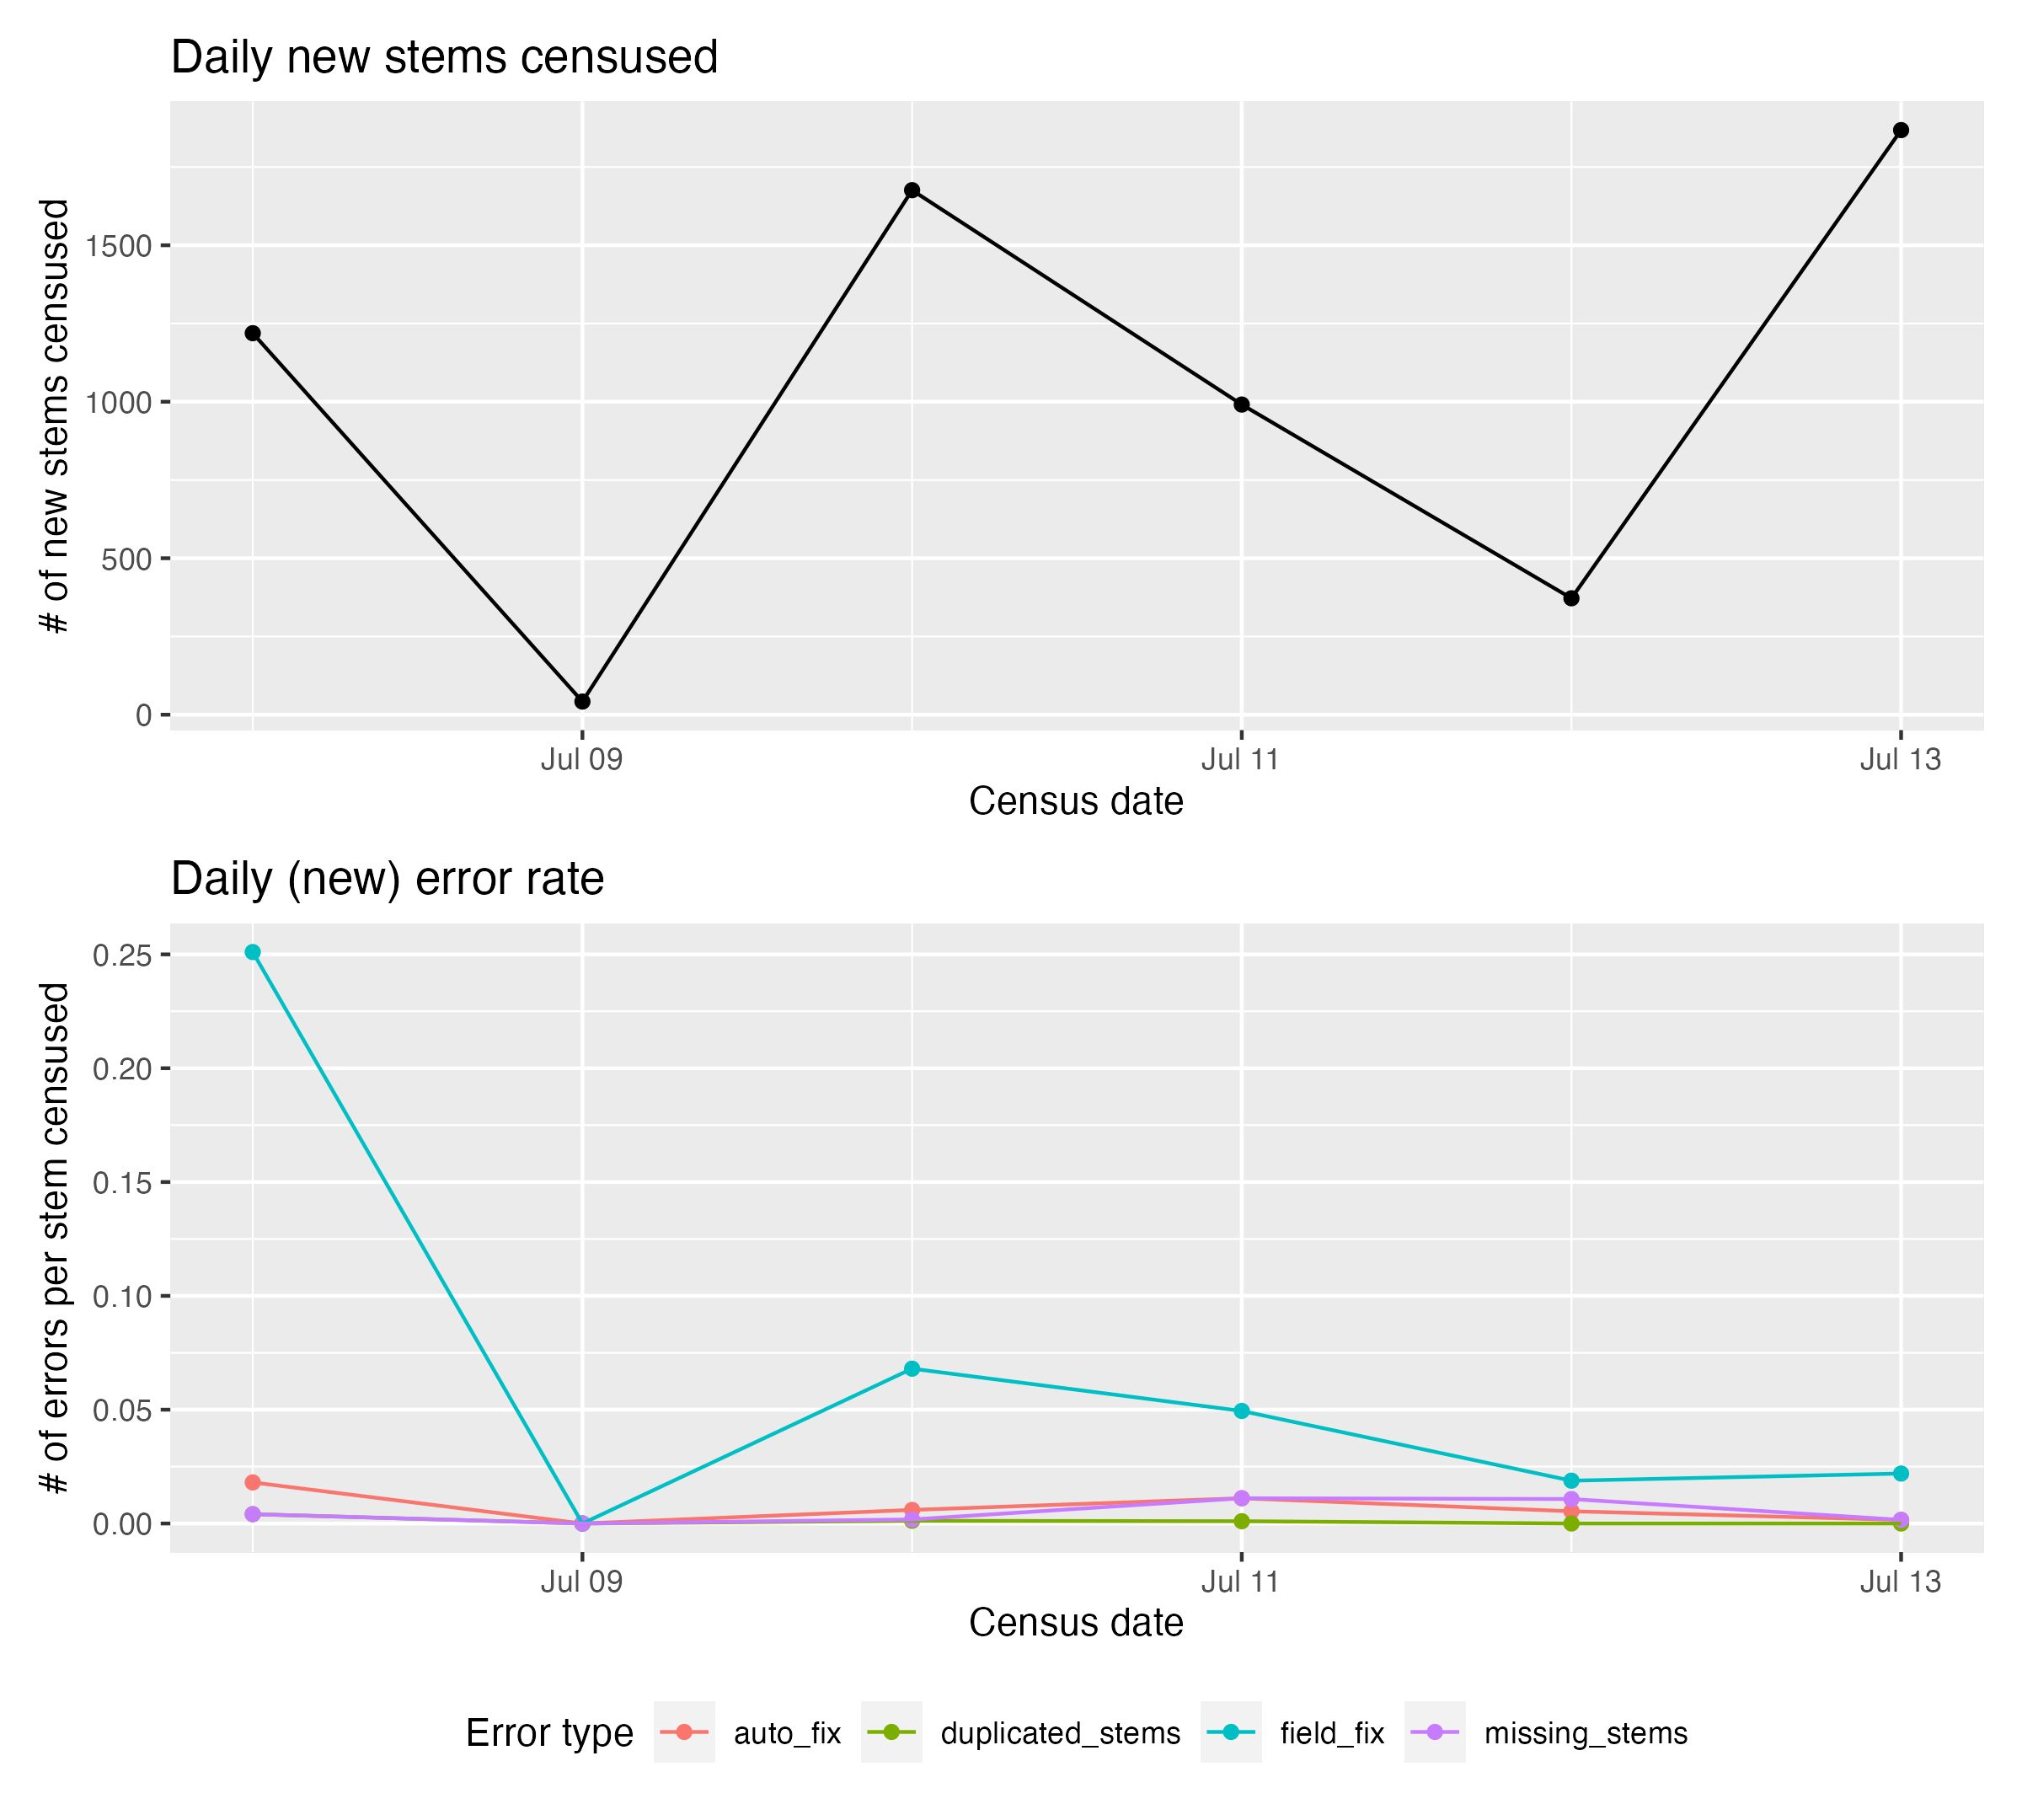 Daily new stems censused
# of new stems censused
1500
1000
500
0
Jul 09 Jul 11 Jul 13
Census date
Daily (new) error rate
# of errors per stem censused
0.25
0.20
0.15
0.10
0.05
0.00
Jul 09 Jul 11 Jul 13
Census date
Error type auto_fix duplicated_stems field_fix missing_stems